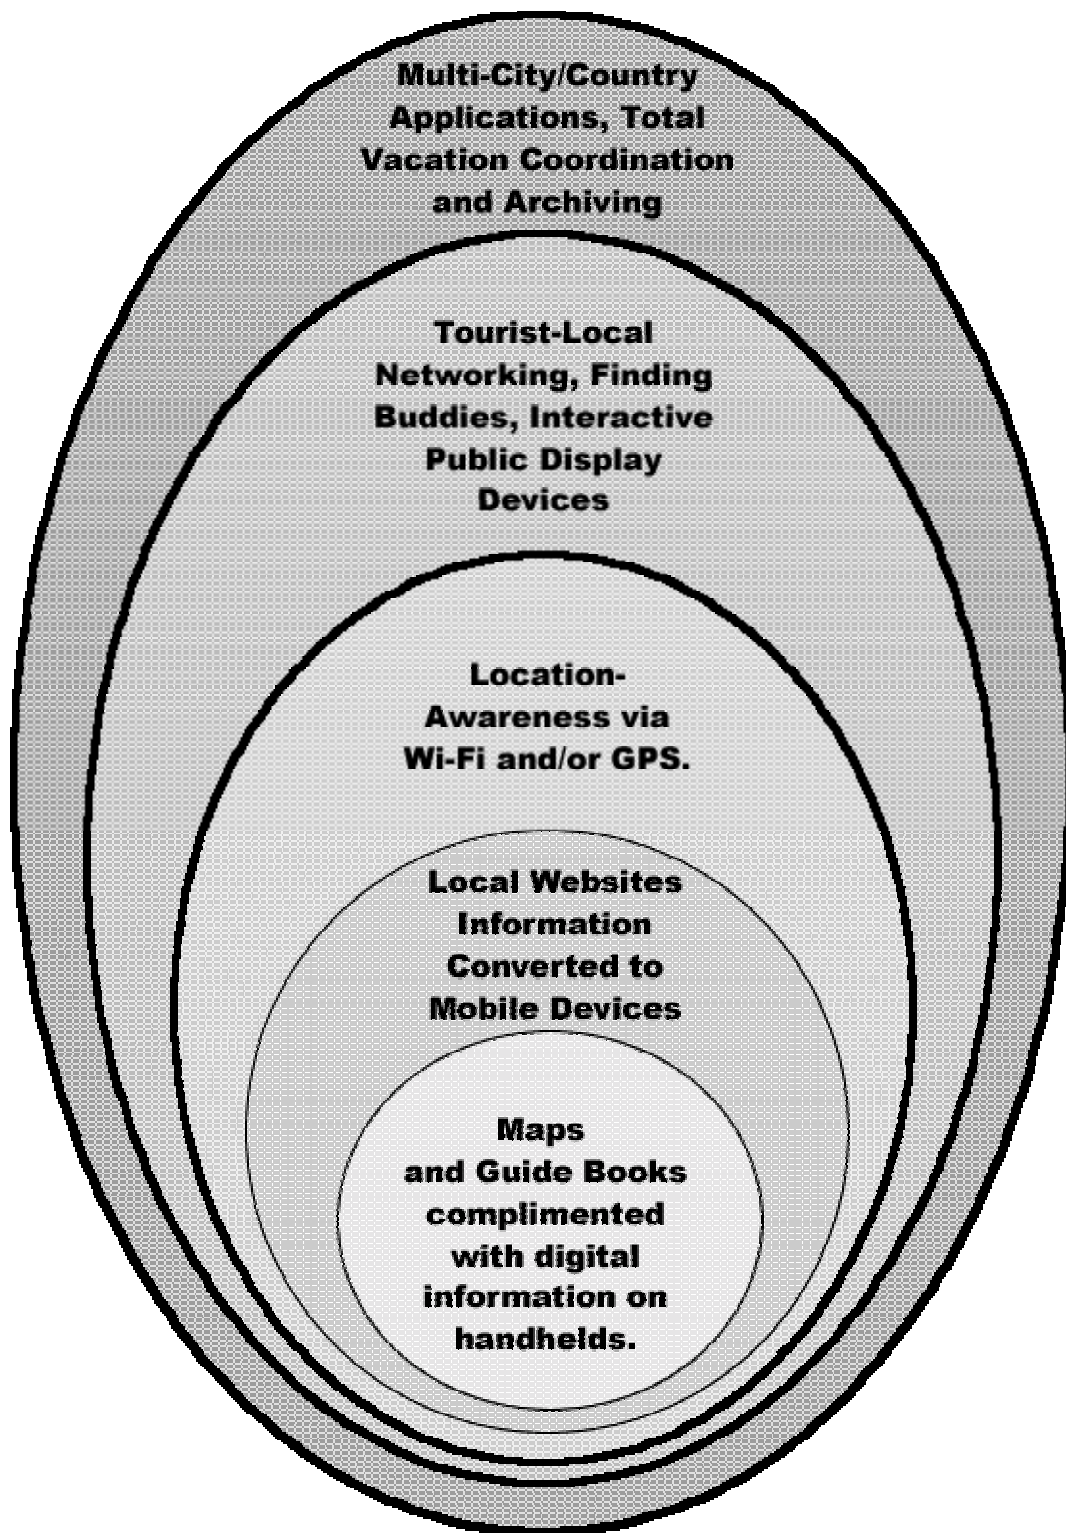 Multi-City/Country
Applications, Total
Vacation Coordination
and Archiving
Tourist-Local
Networking, Finding
Buddies, Interactive
Public Display
Devices
Location-
Awareness via
Wi-Fi and/or GPS.
Local Websites
Information
Converted to
Mobile Devices
Maps
and Guide Books
complimented
with digital
information on
handhelds.